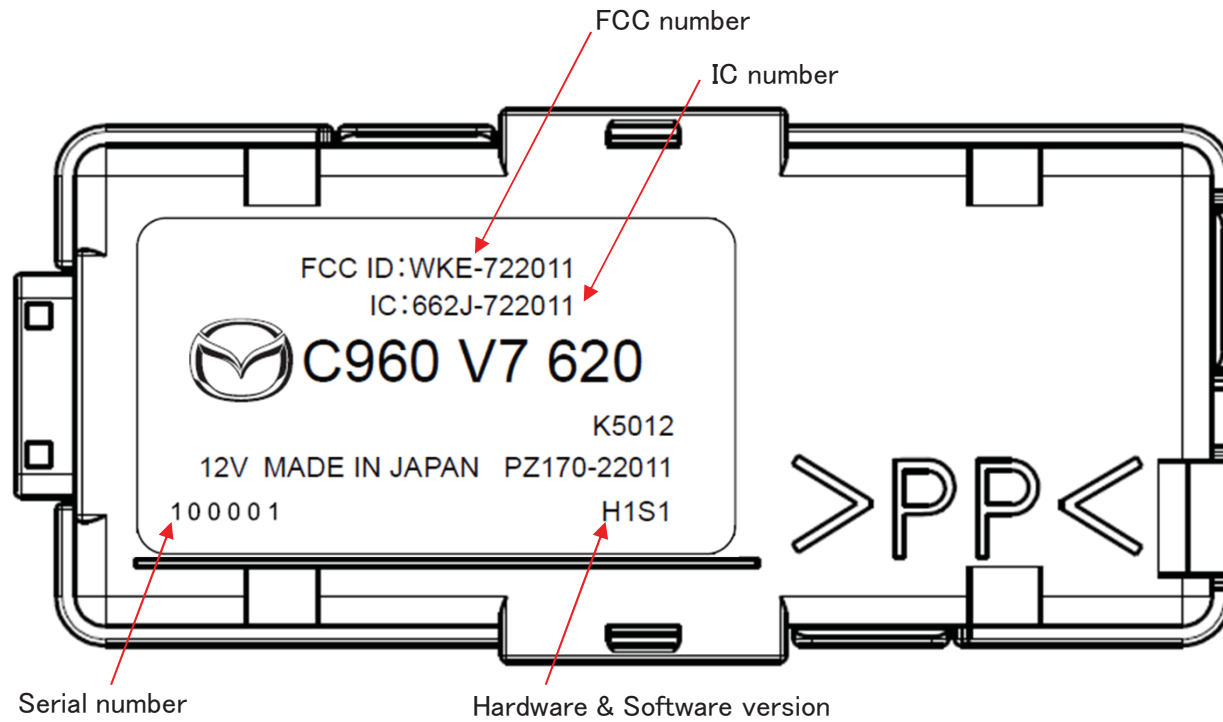 FCC number
IC number
FCC ID:WKE-722011
IC:662J-722011
C960 V7 620
K5012
12V MADE IN JAPAN PZ170-22011
100001 H1S1
>PP<
Serial number
Hardware & Software version